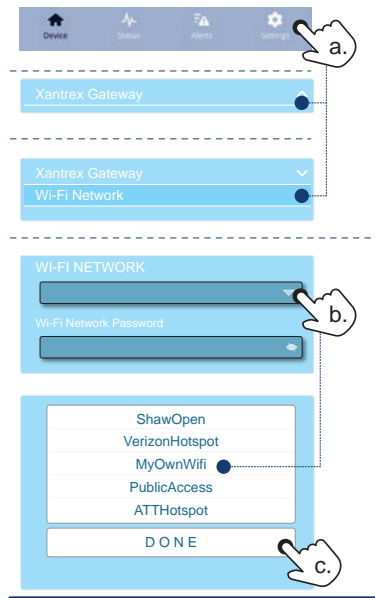 Device Status Alerts Settings
a.
Xantrex Gateway
Xantrex Gateway
Wi-Fi Network
WI-FI NETWORK
b.
Wi-Fi Network Password
ShawOpen
VerizonHotspot
MyOwnWifi
PublicAccess
ATTHotspot
DONE
c.